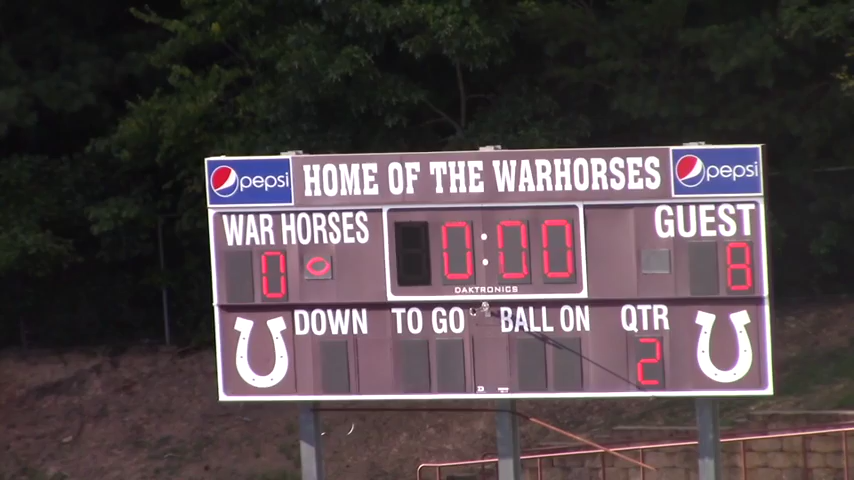 pepsi HOME OF THE WARHORSES pepsi
WAR HORSES 0:00 GUEST
0 8
DAKTRONICS
DOWN TO GO BALL ON QTR
2